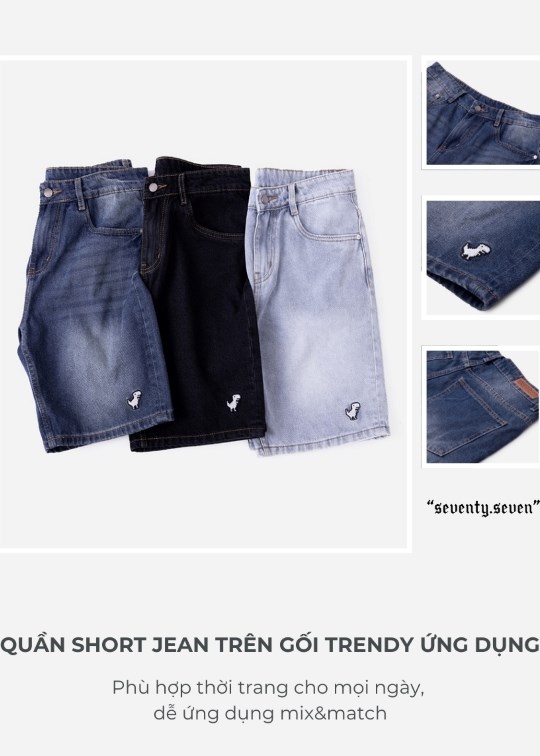 “seventy.seven”
QUẦN SHORT JEAN TRÊN GỐI TRENDY ỨNG DỤNG
Phù hợp thời trang cho mọi ngày,
dễ ứng dụng mix&match